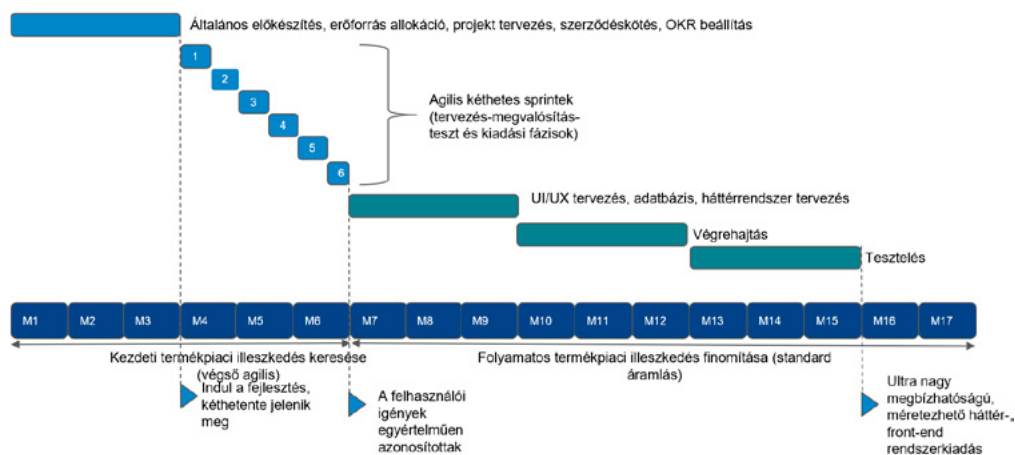 Általános előkészítés, erőforrás allokáció, projekt tervezés, szerződéskötés, OKR beállítás
1
2
3
4
5
6
Agilis kéthetes sprintek
(tervezés-megvalósítás-
teszt és kiadási fázisok)
UI/UX tervezés, adatbázis, háttérrendszer tervezés
Végrehajtás
Tesztelés
M1 M2 M3 M4 M5 M6 M7 M8 M9 M10 M11 M12 M13 M14 M15 M16 M17
Kezdeti termékpiaci illeszkedés keresése
(végső agilis)
Folyamatos termékpiaci illeszkedés finomítása (standard
áramlás)
Indul a fejlesztés,
kéthetente jelenik
meg
A felhasználói
igények
egyértelműen
azonosítottak
Ultra nagy
megbízhatóságú,
méretezhető háttér-„
front-end
rendszerkiadás